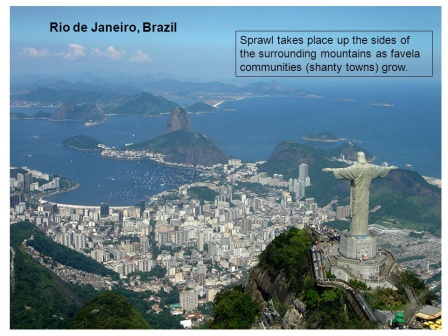 Rio de Janeiro, Brazil
Sprawl takes place up the sides of
the surrounding mountains as favela
communities (shanty towns) grow.